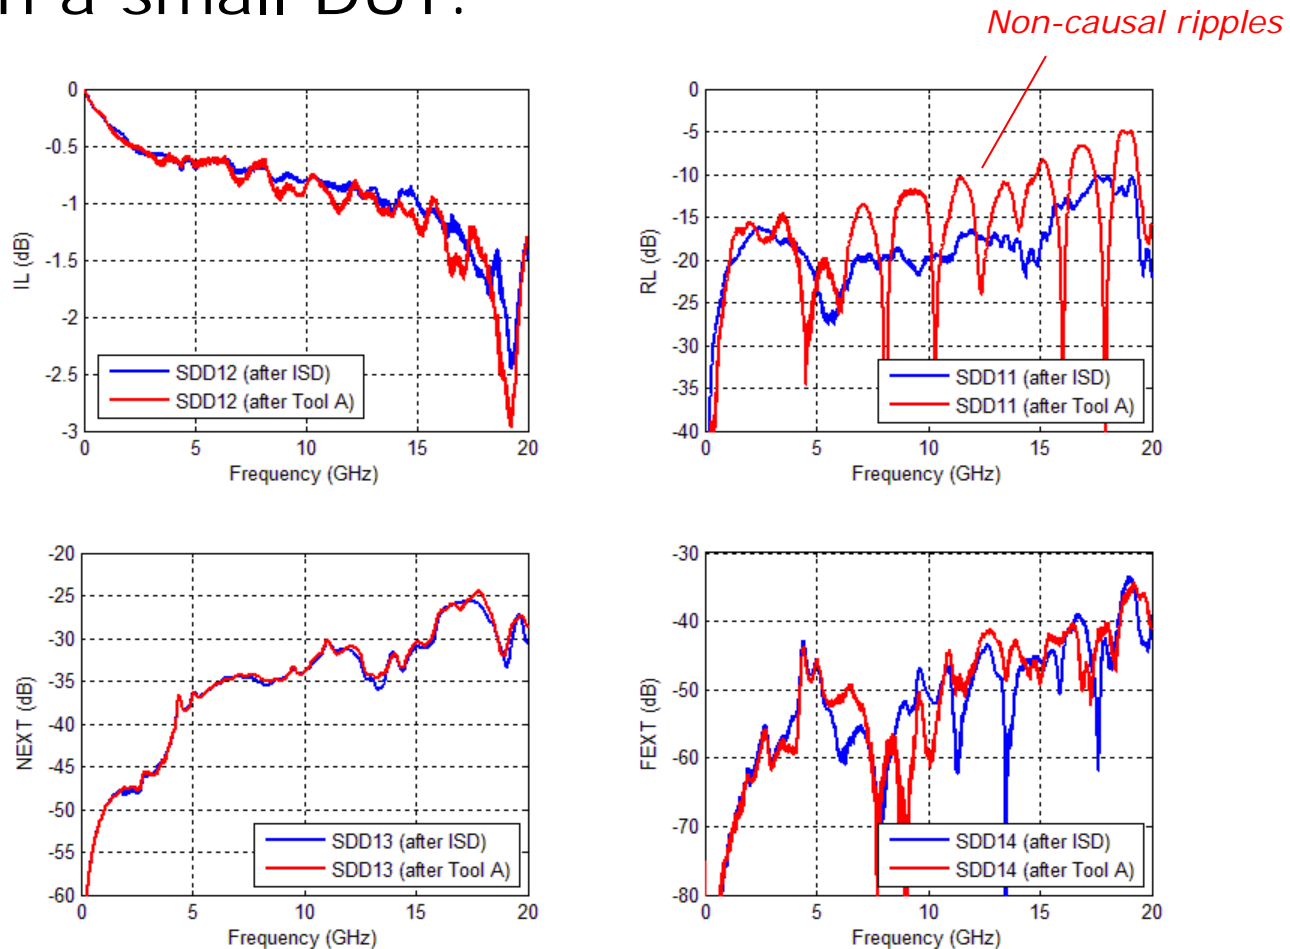 a small DUT.
Non-causal ripples
0
-0.5
-1
-1.5
-2
-2.5
-3
IL (dB)
SDD12 (after ISD)
SDD12 (after Tool A)
0 5 10 15 20
Frequency (GHz)
0
-5
-10
-15
-20
-25
-30
-35
-40
RL (dB)
SDD11 (after ISD)
SDD11 (after Tool A)
0 5 10 15 20
Frequency (GHz)
-20
-25
-30
-35
-40
-45
-50
-55
-60
NEXT (dB)
SDD13 (after ISD)
SDD13 (after Tool A)
0 5 10 15 20
Frequency (GHz)
-30
-40
-50
-60
-70
-80
FEXT (dB)
SDD14 (after ISD)
SDD14 (after Tool A)
0 5 10 15 20
Frequency (GHz)